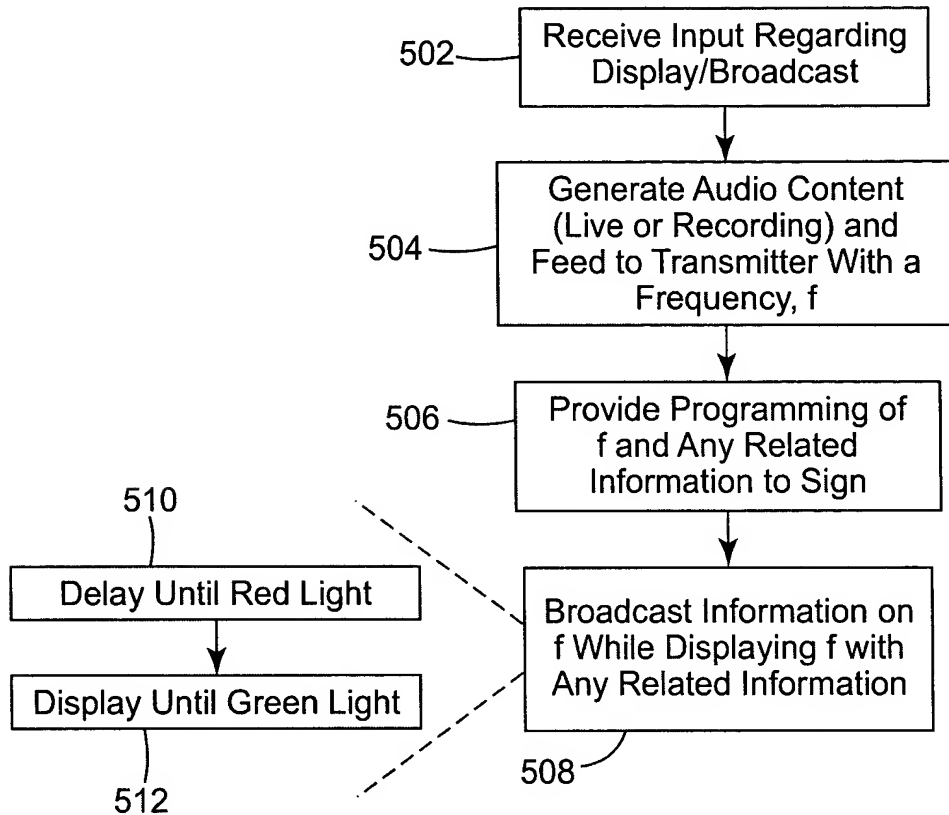 502
Receive Input Regarding
Display/Broadcast
504
Generate Audio Content
(Live or Recording) and
Feed to Transmitter With a
Frequency, f
506
Provide Programming of
f and Any Related
Information to Sign
510
Delay Until Red Light
Display Until Green Light
512
Broadcast Information on
f While Displaying f with
Any Related Information
508